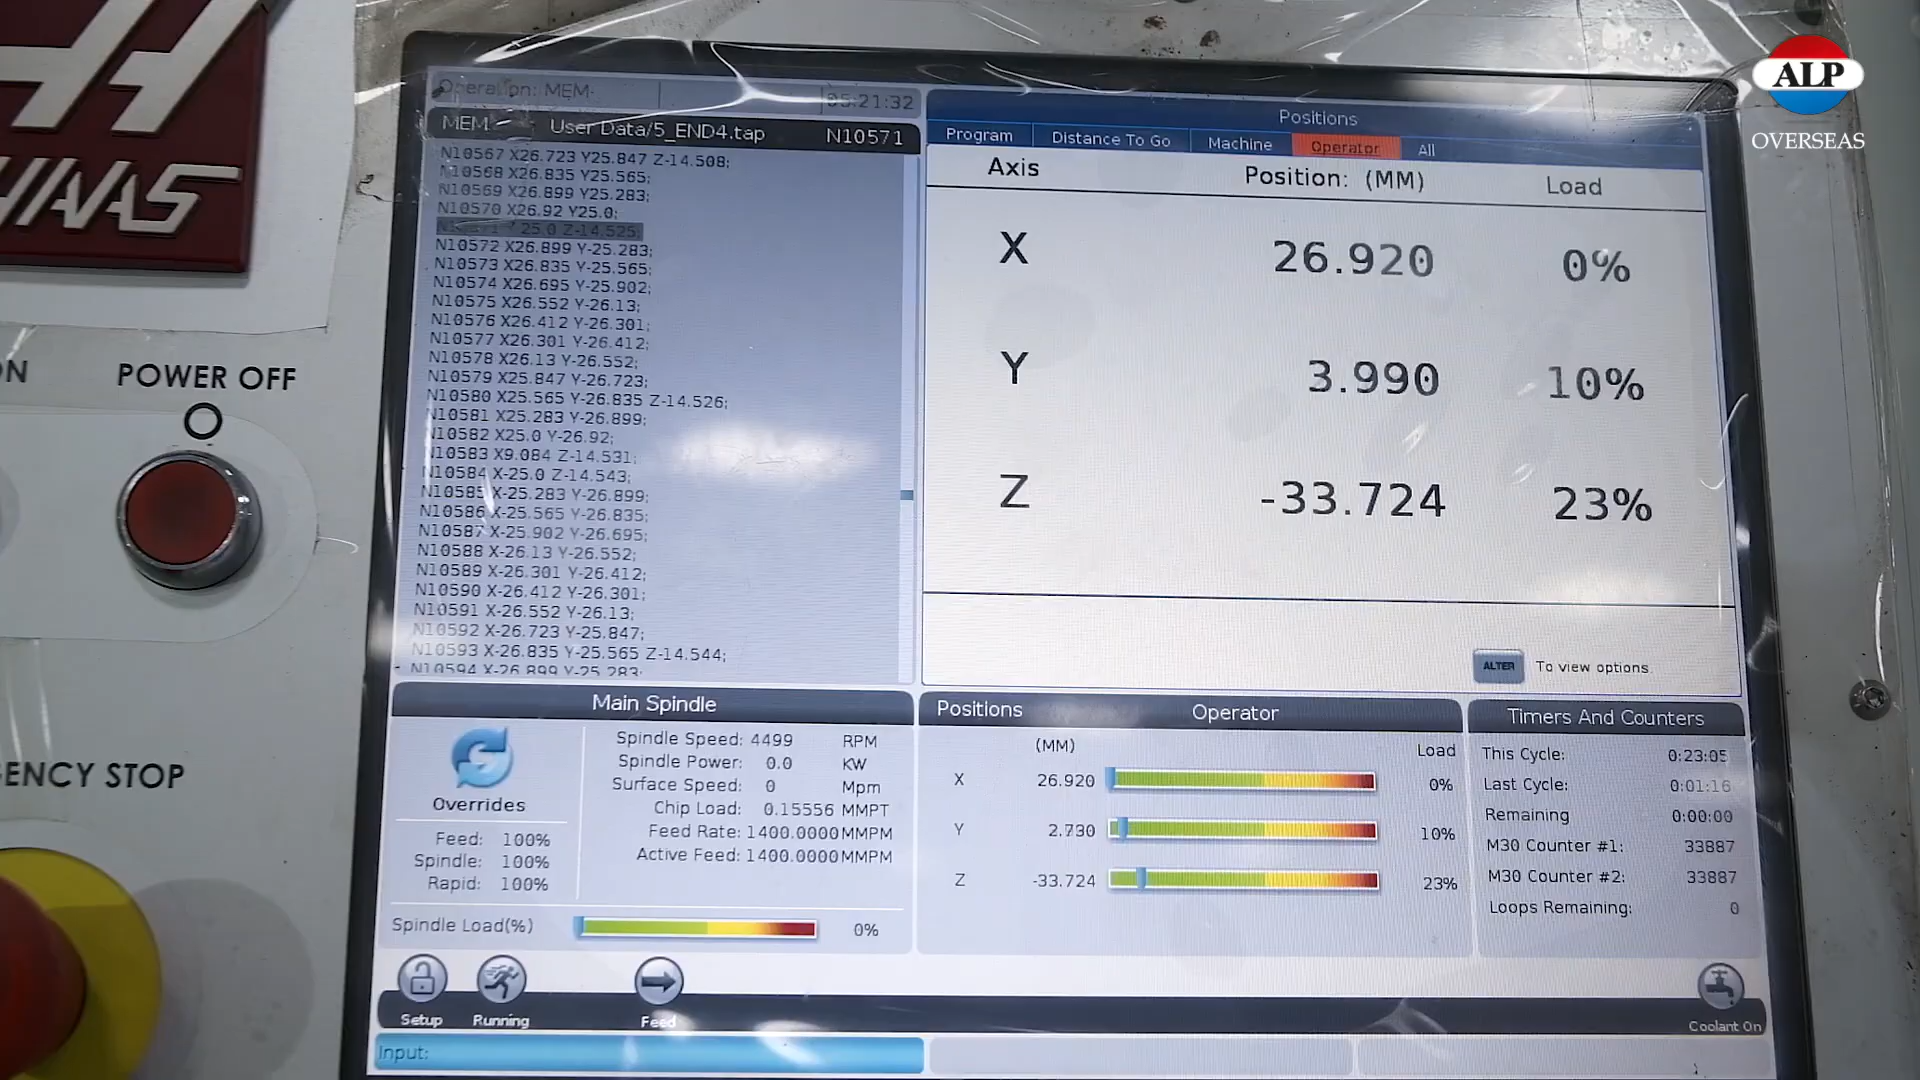 HAAS
POWER OFF
Operation: MEM
05:21:32
MEM
User Data/5_END4.tap
N10571
N10567 X26.723 Y25.847 Z-14.508;
N10568 X26.835 Y25.565;
N10569 X26.899 Y25.283;
N10570 X26.92 Y25.0;
25.0 Z-14.525;
N10572 X26.899 Y-25.283;
N10573 X26.835 Y-25.565;
N10574 X26.695 Y-25.902;
N10575 X26.552 Y-26.13;
N10576 X26.412 Y-26.301;
N10577 X26.301 Y-26.412;
N10578 X26.13 Y-26.552;
N10579 X25.847 Y-26.723;
N10580 X25.565 Y-26.835 Z-14.526;
N10581 X25.283 Y-26.899;
N10582 X25.0 Y-26.92;
N10583 X9.084 Z-14.531;
N10584 X-25.0 Z-14.543;
N10585 X-25.283 Y-26.899;
N10586 X-25.565 Y-26.835;
N10587 X-25.902 Y-26.695;
N10588 X-26.13 Y-26.552;
N10589 X-26.301 Y-26.412;
N10590 X-26.412 Y-26.301;
N10591 X-26.552 Y-26.13;
N10592 X-26.723 Y-25.847;
N10593 X-26.835 Y-25.565 Z-14.544;
N10594 X-26.899 Y-25.283;
Positions
Program
Distance To Go
Machine
Operator
All
Axis
Position: (MM)
Load
X
26.920
0%
Y
3.990
10%
Z
-33.724
23%
ALTER
To view options.
Main Spindle
Overrides
Feed: 100%
Spindle: 100%
Rapid: 100%
Spindle Speed: 4499 RPM
Spindle Power: 0.0 KW
Surface Speed: 0 Mpm
Chip Load: 0.15556 MMPT
Feed Rate: 1400.0000 MMPM
Active Feed: 1400.0000 MMPM
Spindle Load(%)
0%
Positions
Operator
(MM)
Load
X 26.920 0%
Y 2.730 10%
Z -33.724 23%
Timers And Counters
This Cycle: 0:23:05
Last Cycle: 0:01:16
Remaining 0:00:00
M30 Counter #1: 33887
M30 Counter #2: 33887
Loops Remaining: 0
Setup
Running
Feed
Coolant On
Input:
STOP
ALP
OVERSEAS